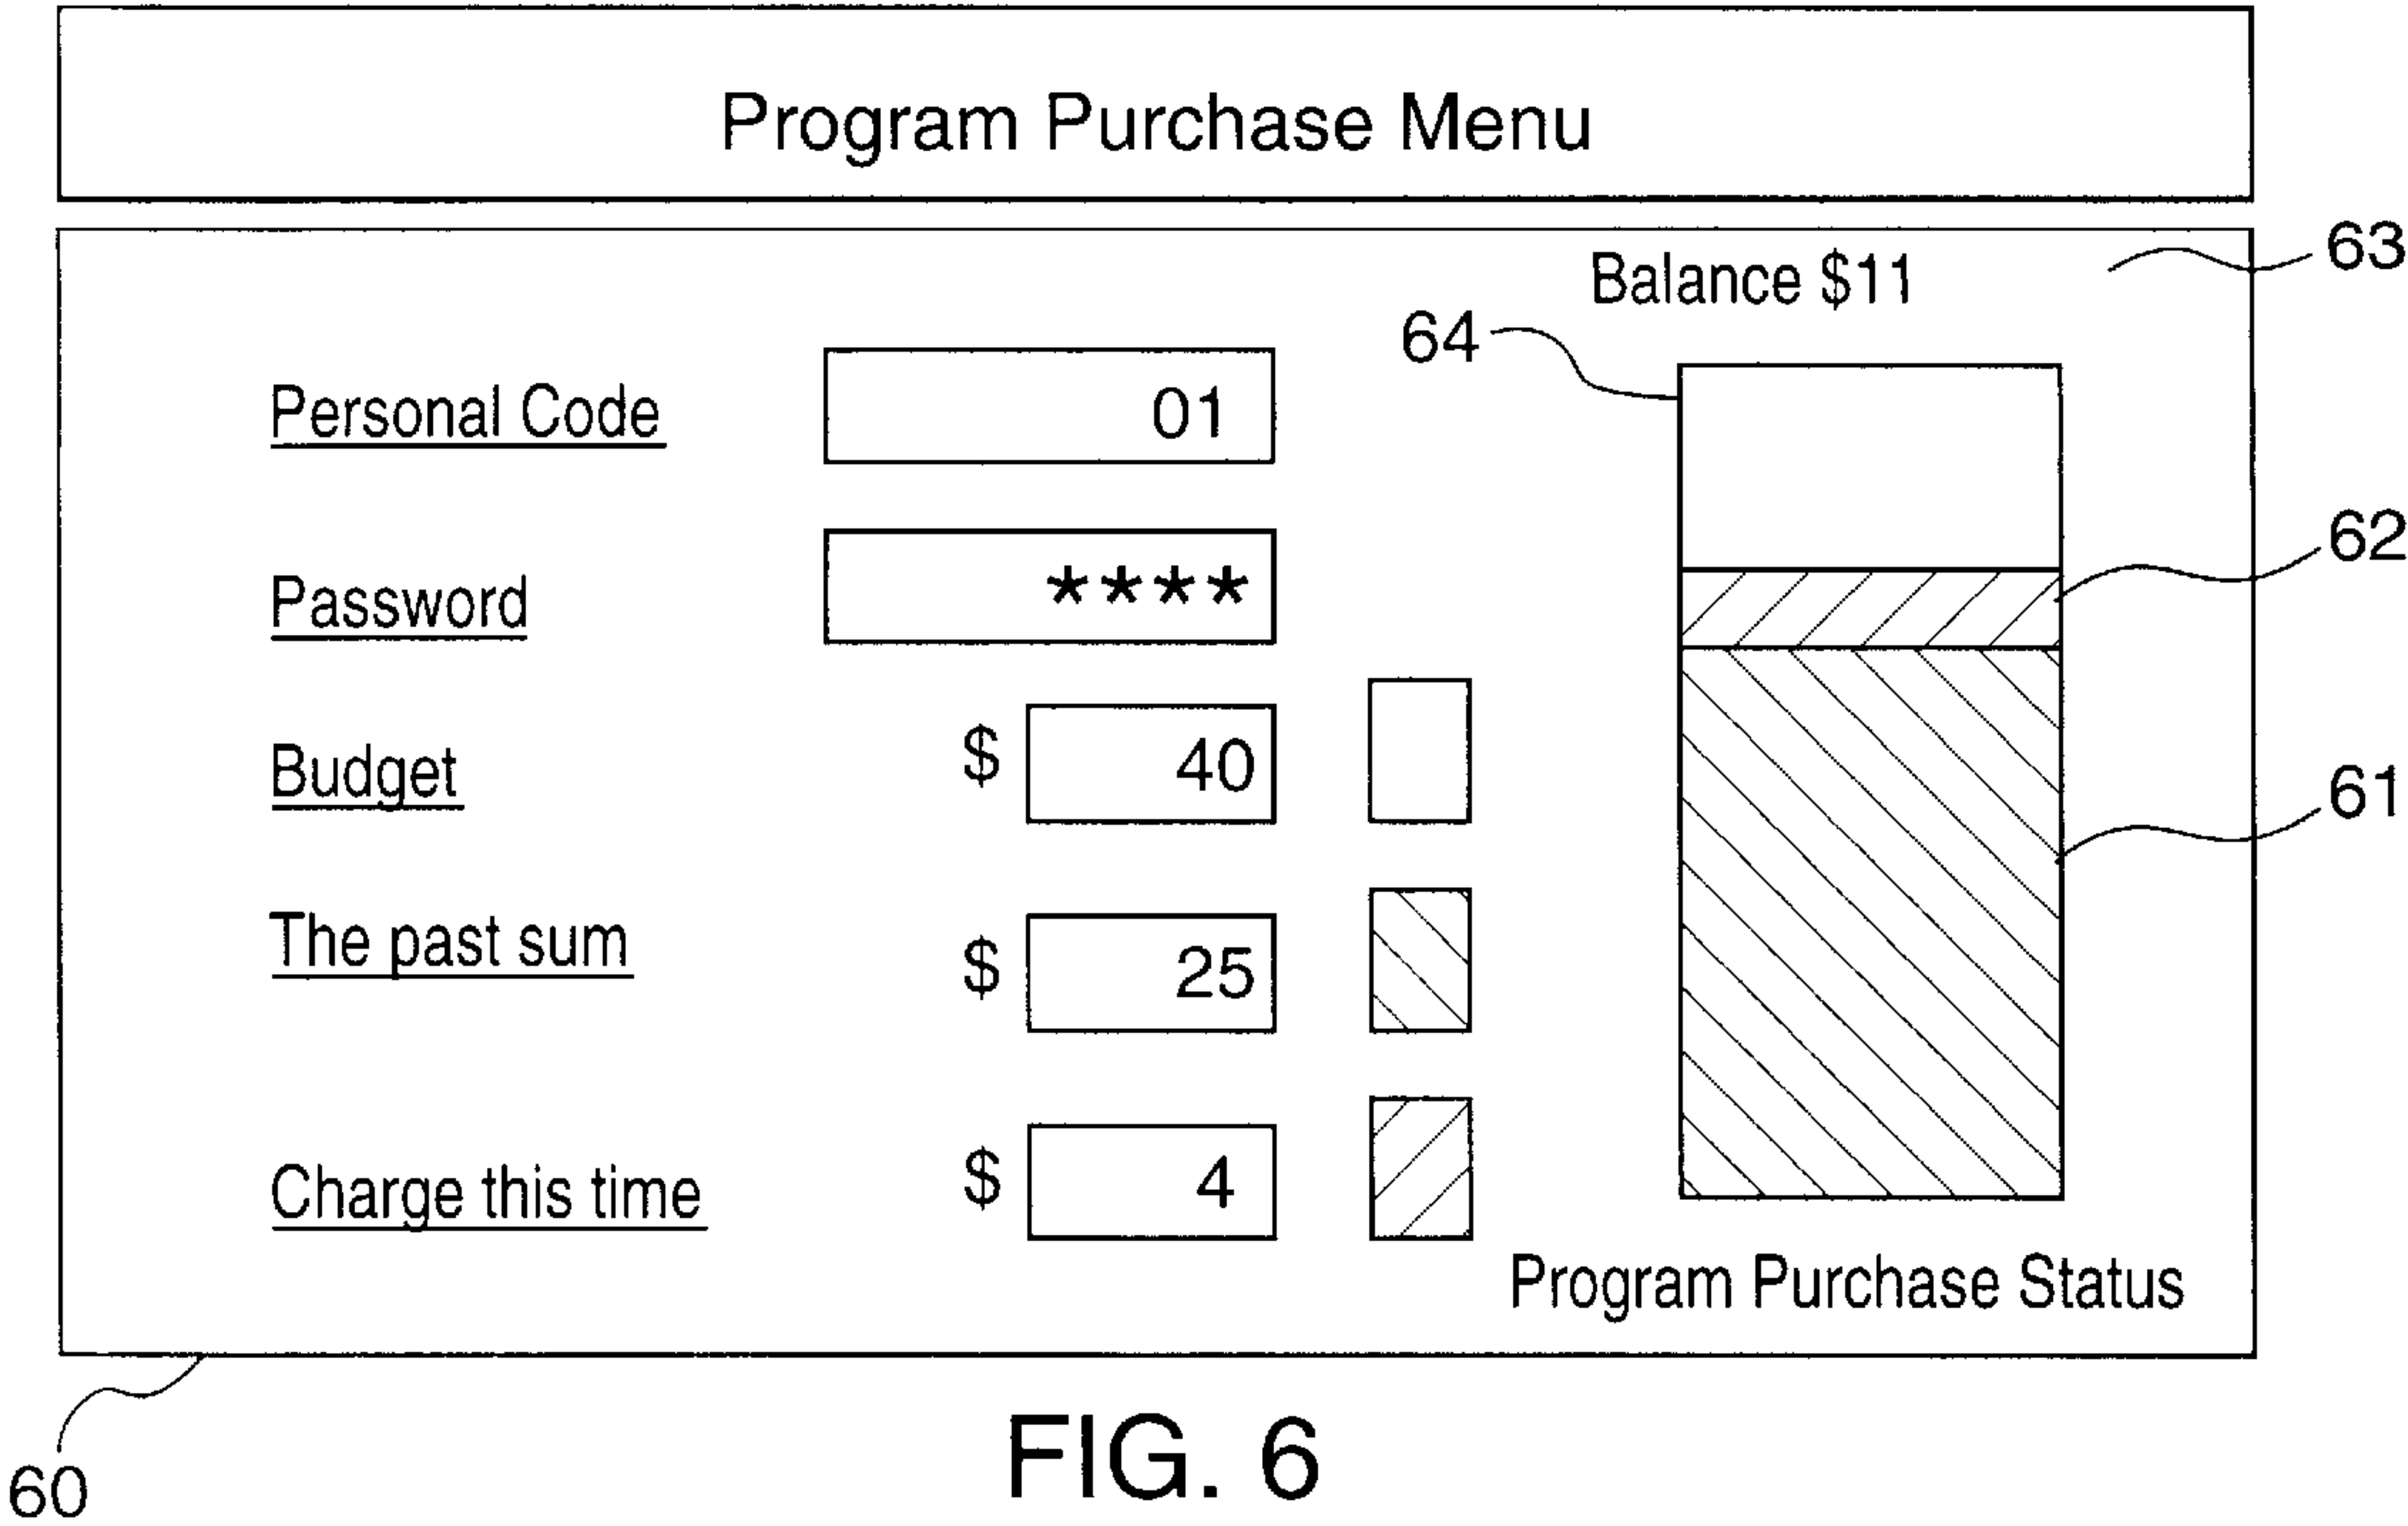 Program Purchase Menu
63
Balance $11
64
Personal Code 01
62
Password ****
Budget $ 40
61
The past sum $ 25
Charge this time $ 4
Program Purchase Status
60
FIG. 6